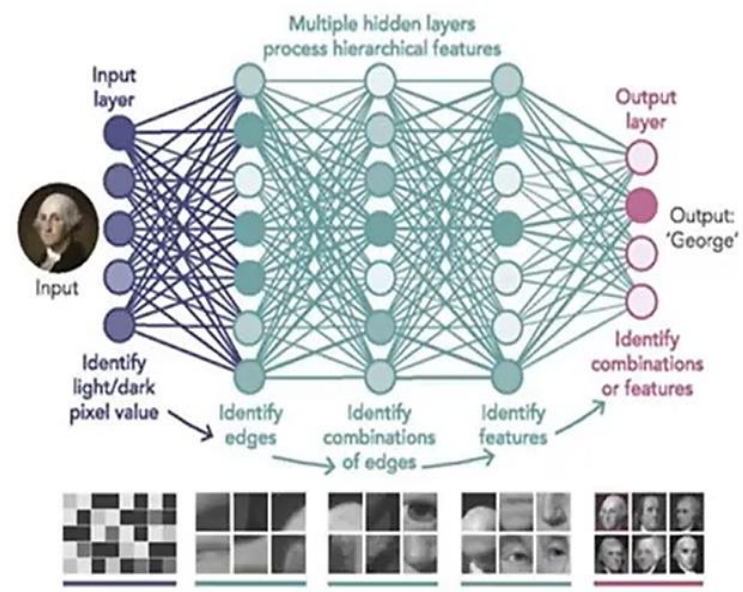 Multiple hidden layers
process hierarchical features
Input
layer
Output
layer
Input
Output:
'George'
Identify
light/dark
pixel value
Identify
edges
Identify
combinations
of edges
Identify
features
Identify
combinations
or features